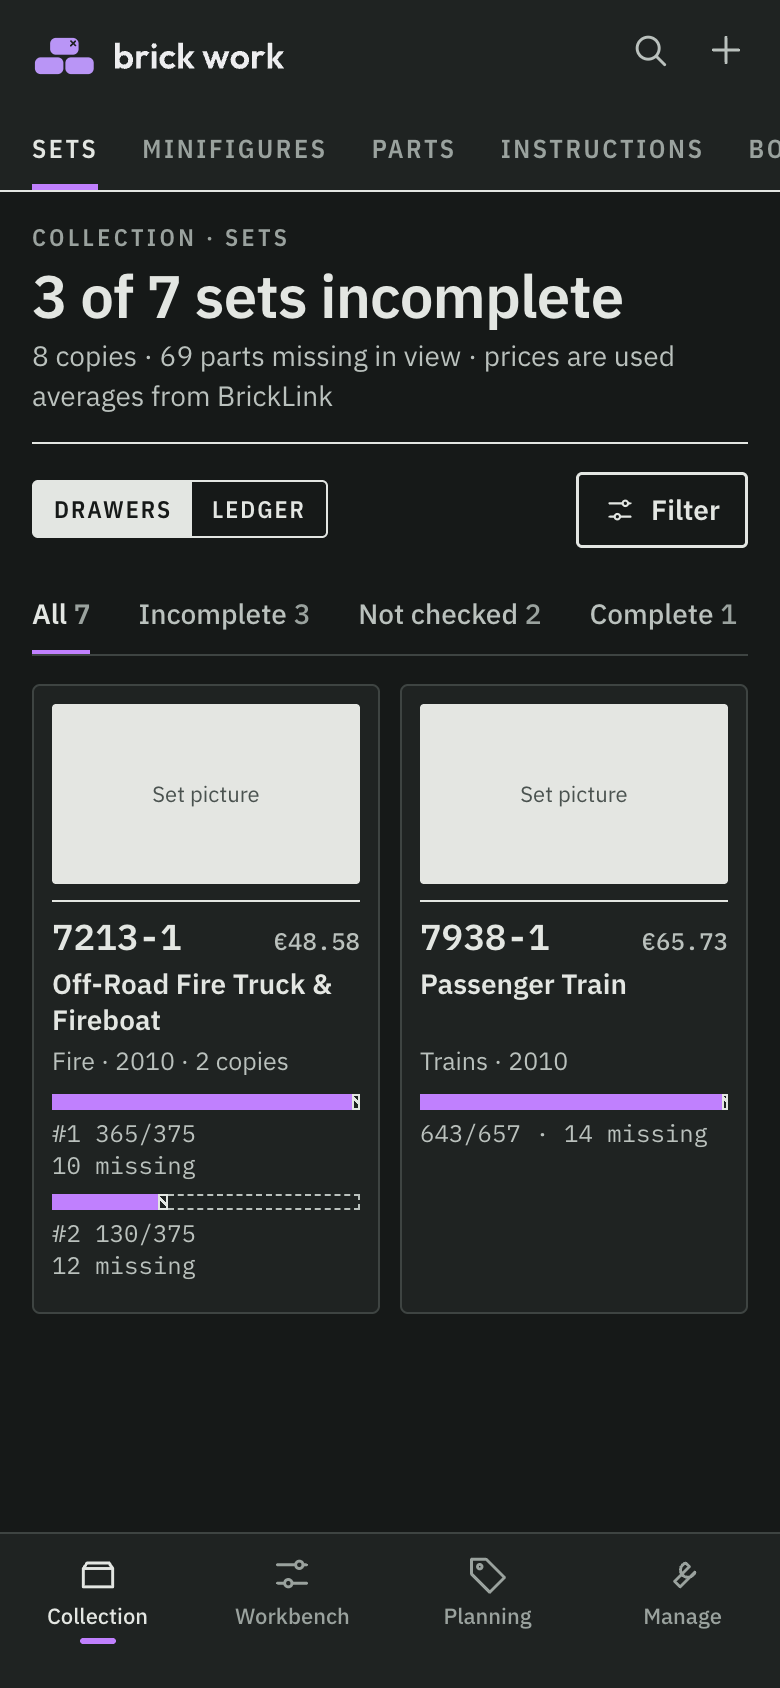 brick work
SETS MINIFIGURES PARTS INSTRUCTIONS BO
COLLECTION · SETS
3 of 7 sets incomplete
8 copies · 69 parts missing in view · prices are used
averages from BrickLink
DRAWERS LEDGER Filter
All 7 Incomplete 3 Not checked 2 Complete 1
Set picture
7213-1 €48.58
Off-Road Fire Truck &
Fireboat
Fire · 2010 · 2 copies
#1 365/375
10 missing
#2 130/375
12 missing
Set picture
7938-1 €65.73
Passenger Train
Trains · 2010
643/657 · 14 missing
Collection Workbench Planning Manage